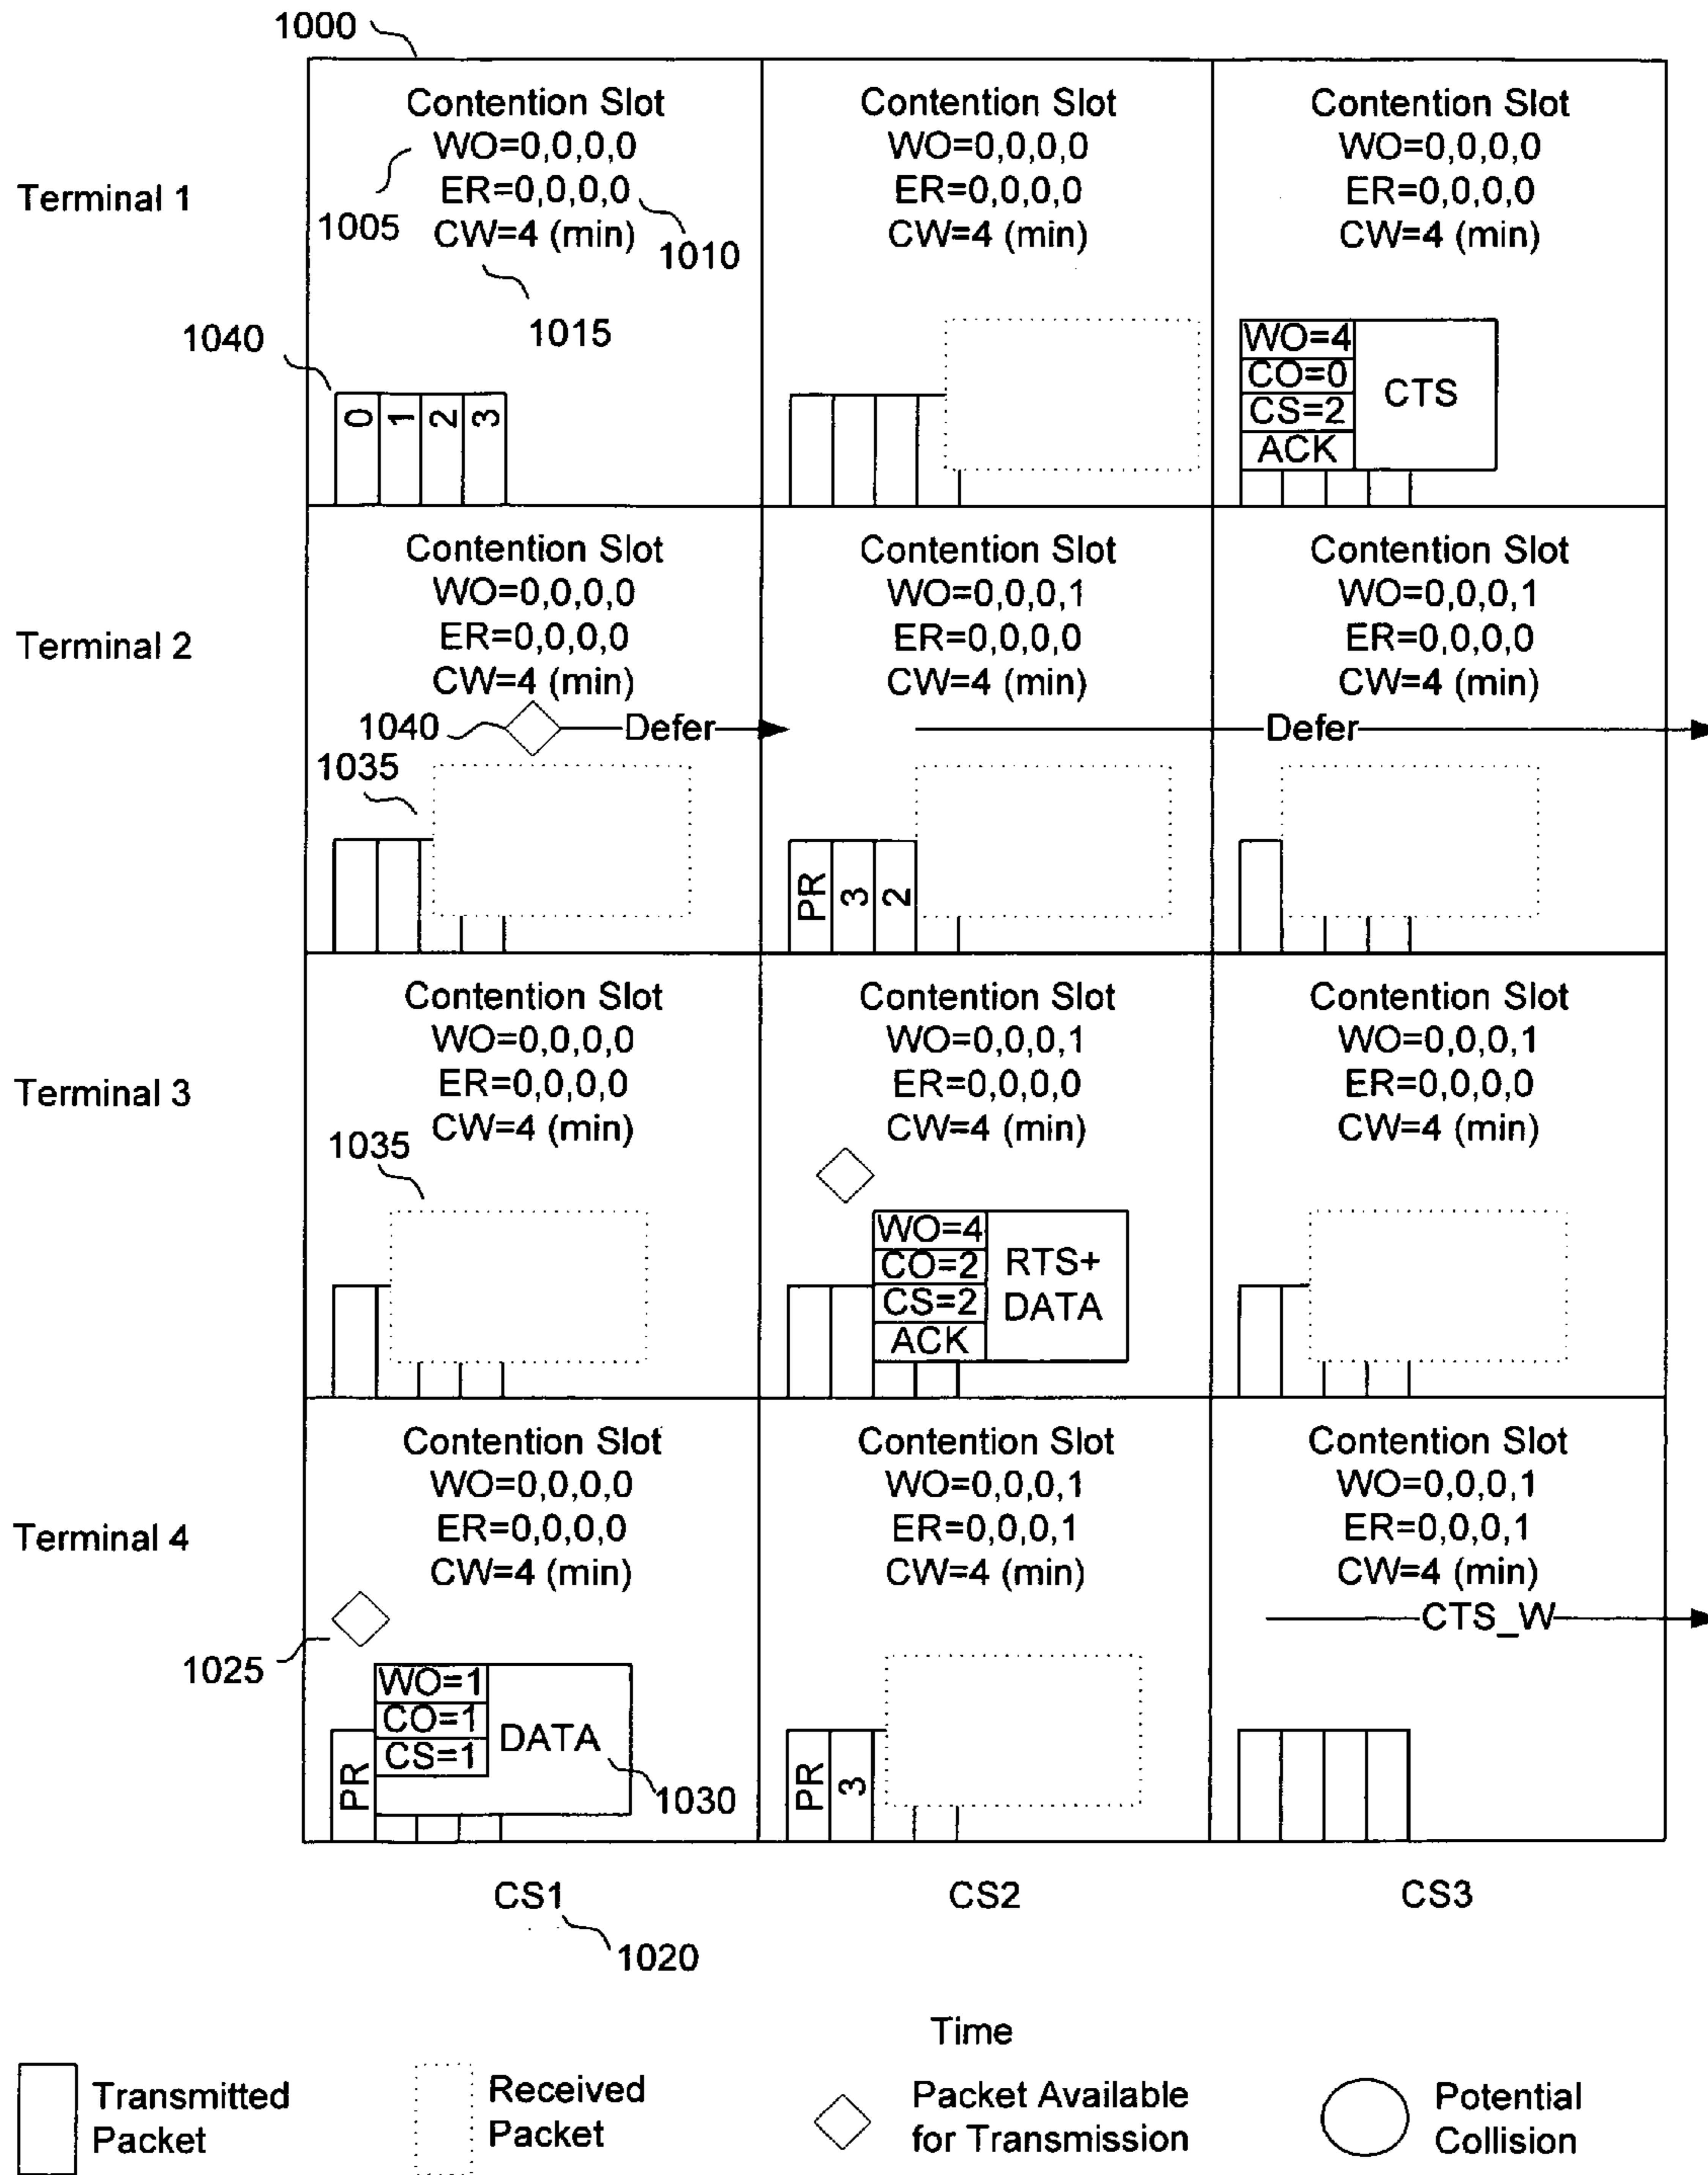 1000
Contention Slot
WO=0,0,0,0
ER=0,0,0,0
CW=4 (min)
Contention Slot
WO=0,0,0,0
ER=0,0,0,0
CW=4 (min)
Contention Slot
WO=0,0,0,0
ER=0,0,0,0
CW=4 (min)
Terminal 1
1005
1010
1015
1040
0
1
2
3
WO=4
CO=0
CS=2
ACK
CTS
Contention Slot
WO=0,0,0,0
ER=0,0,0,0
CW=4 (min)
Contention Slot
WO=0,0,0,1
ER=0,0,0,0
CW=4 (min)
Contention Slot
WO=0,0,0,1
ER=0,0,0,0
CW=4 (min)
Terminal 2
1040
Defer
Defer
1035
PR
3
2
Contention Slot
WO=0,0,0,0
ER=0,0,0,0
CW=4 (min)
Contention Slot
WO=0,0,0,1
ER=0,0,0,0
CW=4 (min)
Contention Slot
WO=0,0,0,1
ER=0,0,0,0
CW=4 (min)
Terminal 3
1035
WO=4
CO=2
CS=2
ACK
RTS+
DATA
Contention Slot
WO=0,0,0,0
ER=0,0,0,0
CW=4 (min)
Contention Slot
WO=0,0,0,1
ER=0,0,0,1
CW=4 (min)
Contention Slot
WO=0,0,0,1
ER=0,0,0,1
CW=4 (min)
Terminal 4
CTS_W
1025
WO=1
CO=1
CS=1
DATA
PR
1030
PR
3
CS1
CS2
CS3
1020
Time
Transmitted
Packet
Received
Packet
Packet Available
for Transmission
Potential
Collision